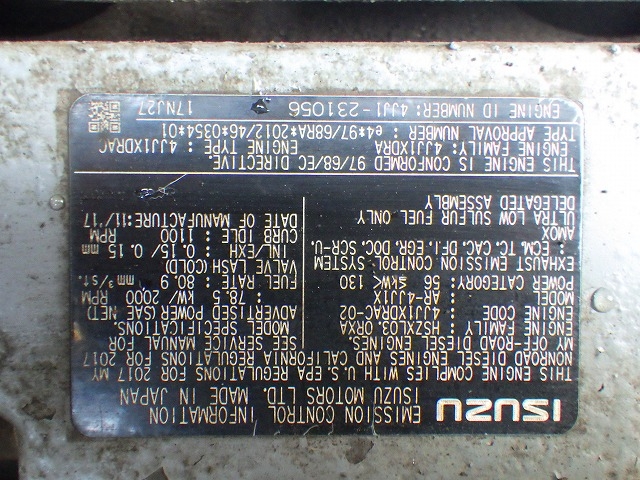 ISUZU
EMISSION CONTROL INFORMATION
ISUZU MOTORS LTD. MADE IN JAPAN
THIS ENGINE COMPLIES WITH U.S. EPA REGULATIONS FOR 2017 MY
NONROAD DIESEL ENGINES AND CALIFORNIA REGULATIONS FOR 2017
MY OFF-ROAD DIESEL ENGINES.
SEE SERVICE MANUAL FOR
MODEL SPECIFICATIONS.
ENGINE FAMILY : HSZXL03.0RXA
ENGINE CODE : 4JJ1XDRAC-02
MODEL : AR-4JJ1X
POWER CATEGORY: 56 ≤kW< 130
EXHAUST EMISSION CONTROL SYSTEM
: ECM, TC, CAC, DFI, EGR, DOC, SCR-U,
AMOX
ULTRA LOW SULFUR FUEL ONLY
DELEGATED ASSEMBLY
ADVERTISED POWER (SAE NET)
: 78.5 / kW/ 2000 RPM
FUEL RATE: 80.9 mm³/st.
VALVE LASH (COLD)
IN/EXH : 0.15/ 0.15 mm
CURB IDLE : 1100 RPM
DATE OF MANUFACTURE:11/'17
THIS ENGINE IS CONFORMED 97/68/EC DIRECTIVE.
ENGINE FAMILY: 4JJ1XDRA ENGINE TYPE : 4JJ1XDRAC
TYPE APPROVAL NUMBER : e4*97/68RA*2012/46*0354*01
ENGINE ID NUMBER: 4JJ1-231056
17NJ27